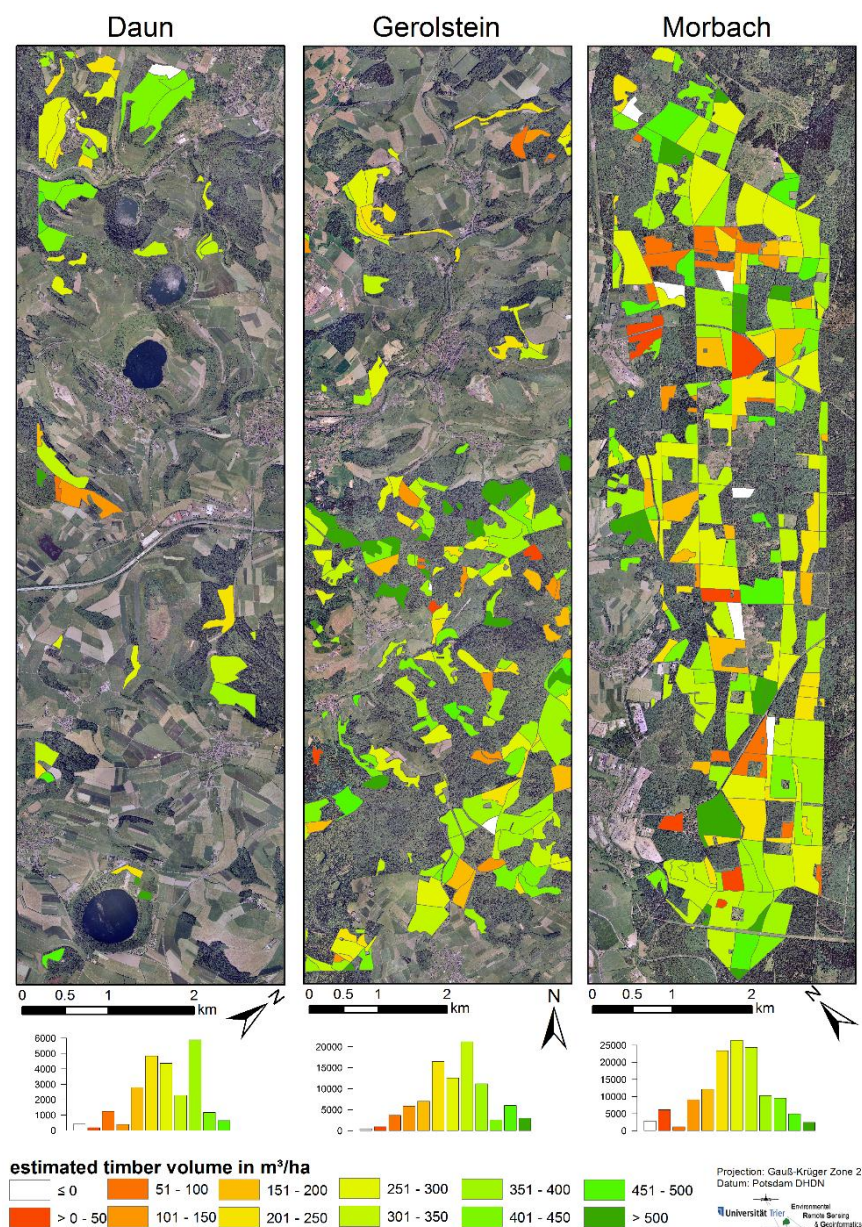 Daun Gerolstein Morbach
0 0.5 1 2 km
0 0.5 1 2 km
0 0.5 1 2 km
N
N
N
6000
5000
4000
3000
2000
1000
0
20000
15000
10000
5000
0
25000
20000
15000
10000
5000
0
estimated timber volume in m³/ha
≤ 0 51 - 100 151 - 200 251 - 300 351 - 400 451 - 500
> 0 - 50 101 - 150 201 - 250 301 - 350 401 - 450 > 500
Projection: Gauß-Krüger Zone 2
Datum: Potsdam DHDN
Universität Trier
Environmental
Remote Sensing
& Geoinformatics